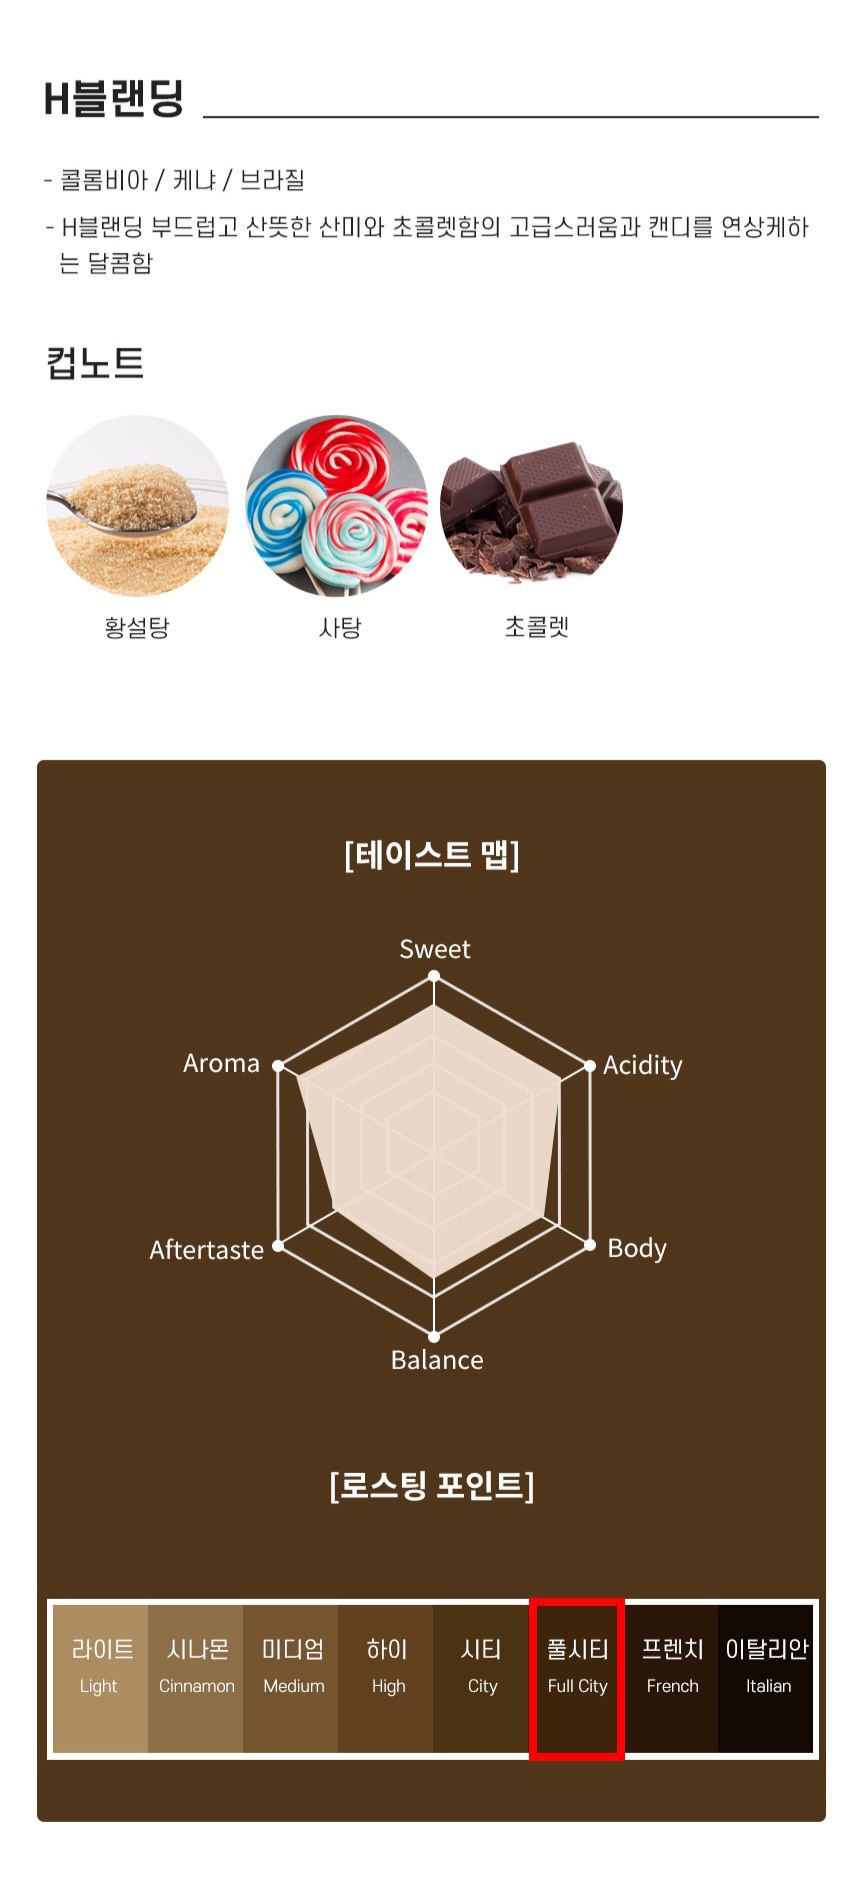 H블랜딩
- 콜롬비아 / 케냐 / 브라질
- H블랜딩 부드럽고 산뜻한 산미와 초콜렛함의 고급스러움과 캔디를 연상케하
는 달콤함
컵노트
황설탕 사탕 초콜렛
[테이스트 맵]
Sweet
Aroma Acidity
Aftertaste Body
Balance
[로스팅 포인트]
라이트 시나몬 미디엄 하이 시티 풀시티 프렌치 이탈리안
Light Cinnamon Medium High City Full City French Italian